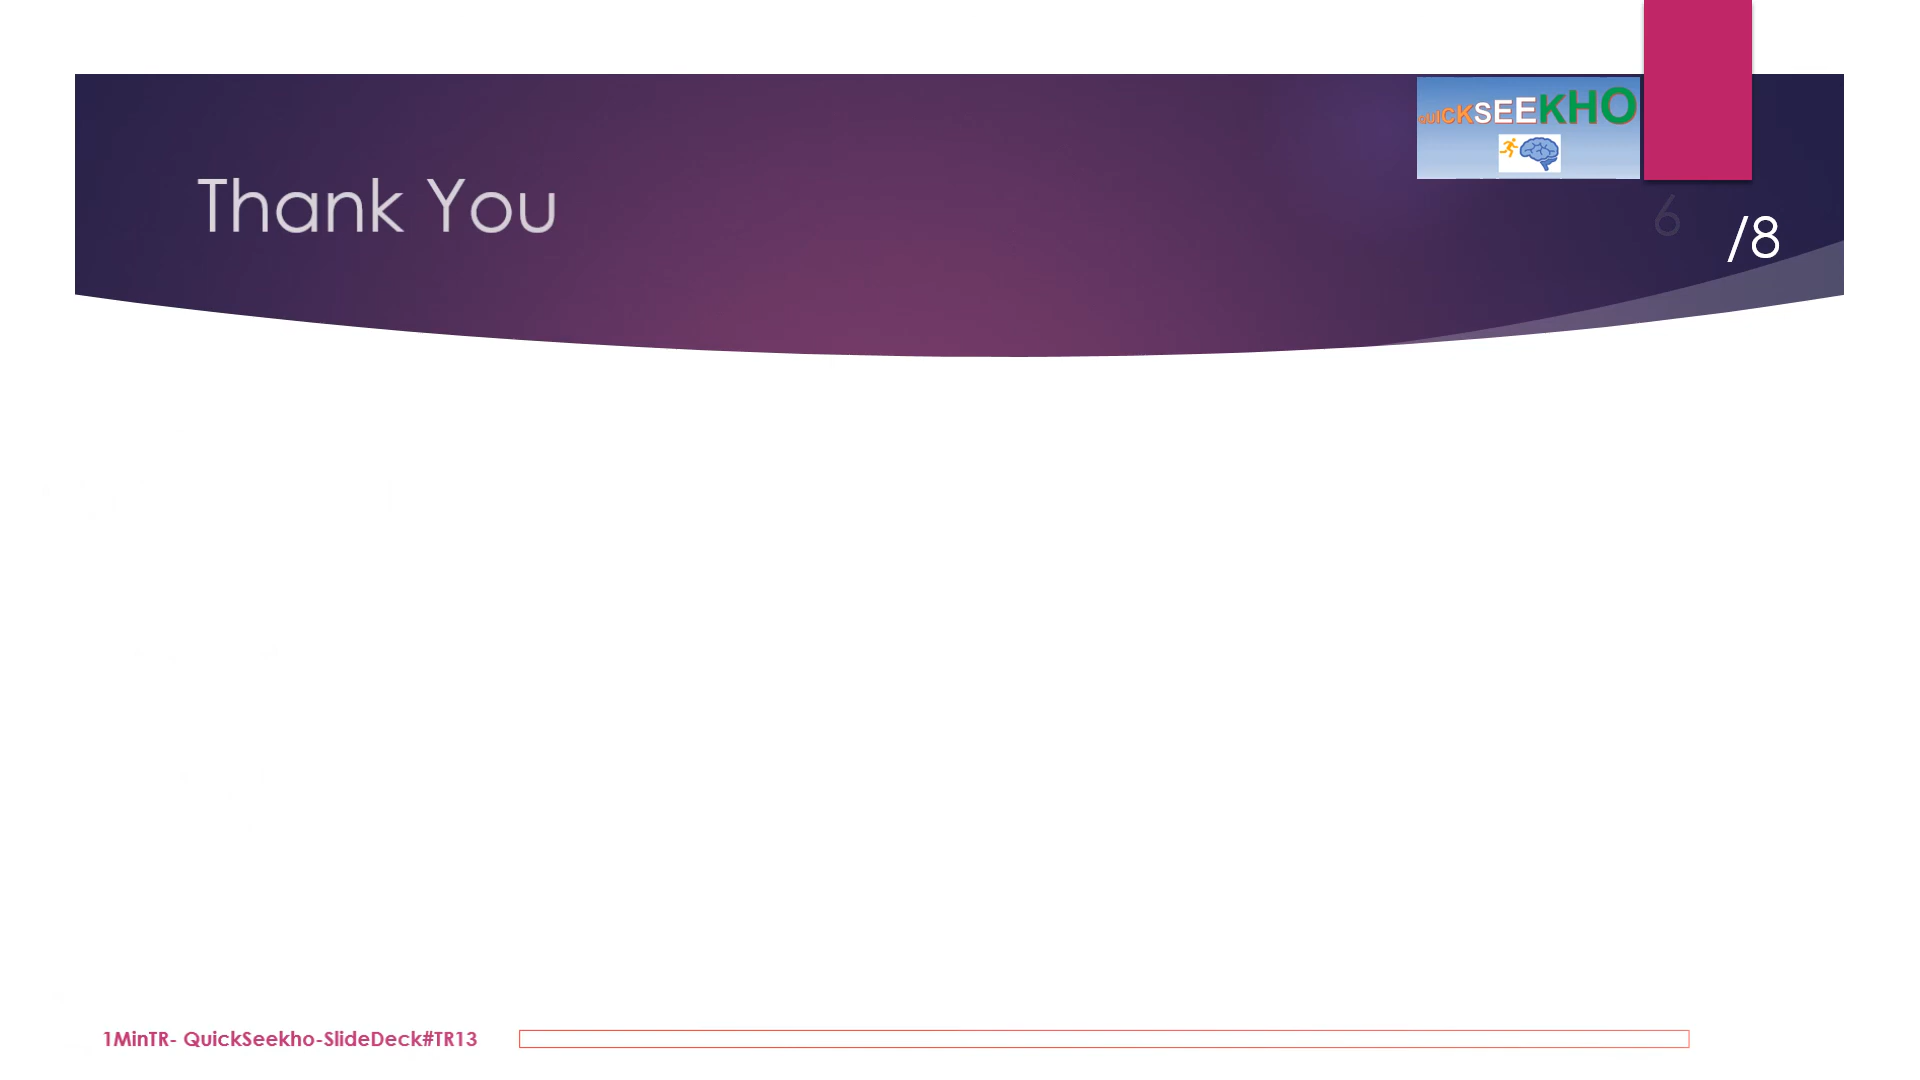 QUICKSEEKHO
Thank You
6
/8
1MinTR- QuickSeekho-SlideDeck#TR13